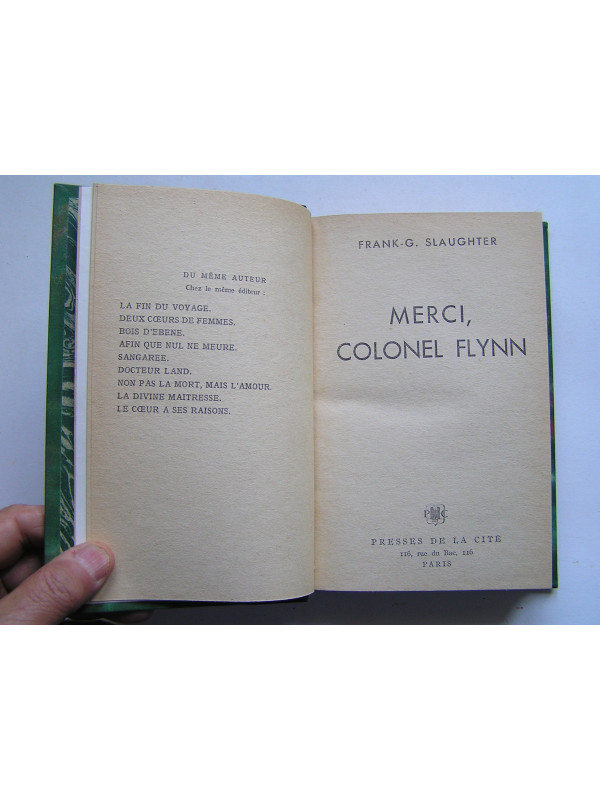 DU MÊME AUTEUR
Chez le même éditeur :
LA FIN DU VOYAGE.
DEUX CŒURS DE FEMMES.
BOIS D'EBENE.
AFIN QUE NUL NE MEURE.
SANGAREE.
DOCTEUR LAND.
NON PAS LA MORT, MAIS L'AMOUR.
LA DIVINE MAITRESSE.
LE CŒUR A SES RAISONS.
FRANK-G. SLAUGHTER
MERCI,
COLONEL FLYNN
P C
PRESSES DE LA CITÉ
116, rue du Bac, 116
PARIS